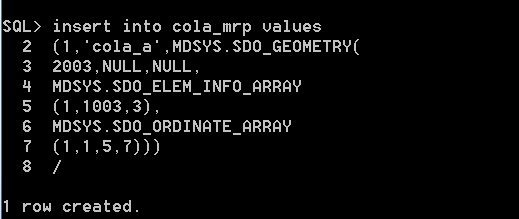 SQL> insert into cola_mrp values
2 (1,'cola_a',MDSYS.SDO_GEOMETRY(
3 2003,NULL,NULL,
4 MDSYS.SDO_ELEM_INFO_ARRAY
5 (1,1003,3),
6 MDSYS.SDO_ORDINATE_ARRAY
7 (1,1,5,7)))
8 /
1 row created.